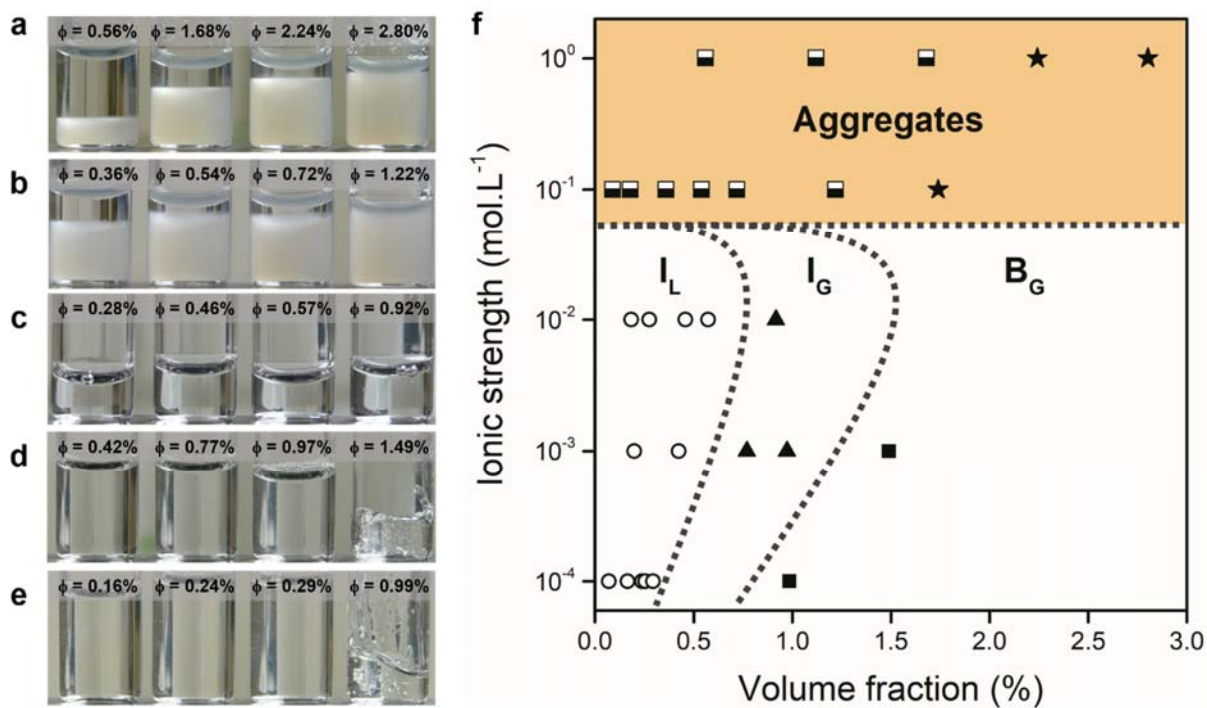 a
ϕ = 0.56% ϕ = 1.68% ϕ = 2.24% ϕ = 2.80%
b
ϕ = 0.36% ϕ = 0.54% ϕ = 0.72% ϕ = 1.22%
c
ϕ = 0.28% ϕ = 0.46% ϕ = 0.57% ϕ = 0.92%
d
ϕ = 0.42% ϕ = 0.77% ϕ = 0.97% ϕ = 1.49%
e
ϕ = 0.16% ϕ = 0.24% ϕ = 0.29% ϕ = 0.99%
f
Ionic strength (mol.L⁻¹)
10⁰
10⁻¹
10⁻²
10⁻³
10⁻⁴
Aggregates
I_L I_G B_G
0.0 0.5 1.0 1.5 2.0 2.5 3.0
Volume fraction (%)